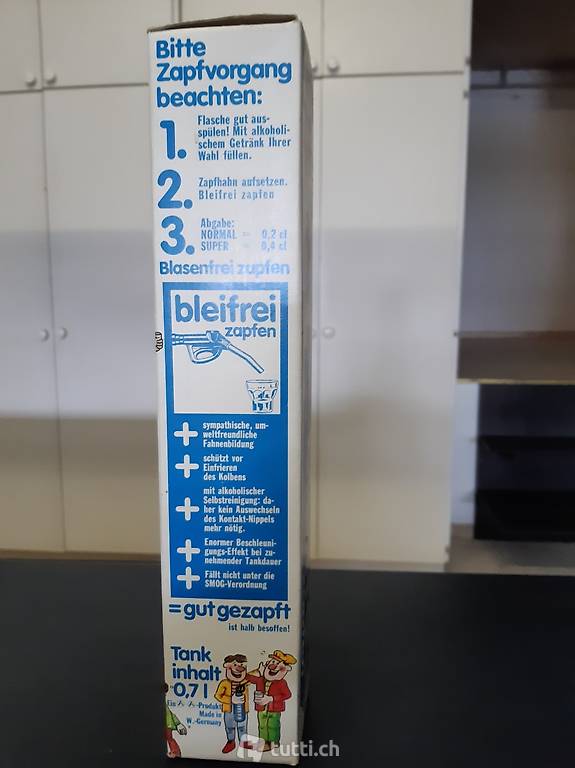 Bitte
Zapfvorgang
beachten:
1.
Flasche gut aus-
spülen! Mit alkoholi-
schem Getränk Ihrer
Wahl füllen.
2.
Zapfhahn aufsetzen.
Bleifrei zapfen
3.
Abgabe:
NORMAL = 0,2 cl
SUPER = 0,4 cl
Blasenfrei zupfen
bleifrei
zapfen
+ sympathische, um-
weltfreundliche
Fahnenbildung
+ schützt vor
Einfrieren
des Kolbens
+ mit alkoholischer
Selbstreinigung: da-
her kein Auswechseln
des Kontakt-Nippels
mehr nötig.
+ Enormer Beschleuni-
gungs-Effekt bei zu-
nehmender Tankdauer
+ Fällt nicht unter die
SMOG-Verordnung
=gut gezapft
ist halb besoffen!
Tank
inhalt
0,7 l
Ein -Produkt
Made in
W.-Germany
tutti.ch